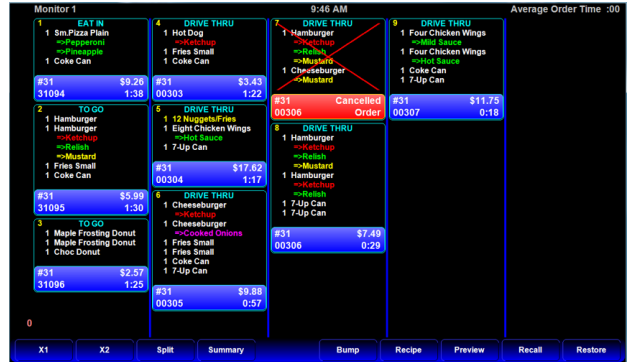 Monitor 1 9:46 AM Average Order Time :00
1 EAT IN
1 Sm.Pizza Plain
=>Pepperoni
=>Pineapple
1 Coke Can
#31 $9.26
31094 1:38
2 TO GO
1 Hamburger
1 Hamburger
=>Ketchup
=>Relish
=>Mustard
1 Fries Small
1 Coke Can
#31 $5.99
31095 1:30
3 TO GO
1 Maple Frosting Donut
1 Maple Frosting Donut
1 Choc Donut
#31 $2.57
31096 1:25
4 DRIVE THRU
1 Hot Dog
=>Ketchup
1 Fries Small
1 Coke Can
#31 $3.43
00303 1:22
5 DRIVE THRU
1 12 Nuggets/Fries
1 Eight Chicken Wings
=>Hot Sauce
1 7-Up Can
#31 $17.62
00304 1:17
6 DRIVE THRU
1 Cheeseburger
=>Ketchup
1 Cheeseburger
=>Cooked Onions
1 Fries Small
1 Fries Small
1 Coke Can
1 7-Up Can
#31 $9.88
00305 0:57
7 DRIVE THRU
1 Hamburger
=>Ketchup
=>Relish
=>Mustard
1 Cheeseburger
=>Mustard
#31 Cancelled
00306 Order
8 DRIVE THRU
1 Hamburger
=>Ketchup
=>Relish
=>Mustard
1 Hamburger
=>Ketchup
=>Relish
1 7-Up Can
1 7-Up Can
#31 $7.49
00306 0:29
9 DRIVE THRU
1 Four Chicken Wings
=>Mild Sauce
1 Four Chicken Wings
=>Hot Sauce
1 Coke Can
1 7-Up Can
#31 $11.75
00307 0:18
0
X1 X2 Split Summary Bump Recipe Preview Recall Restore